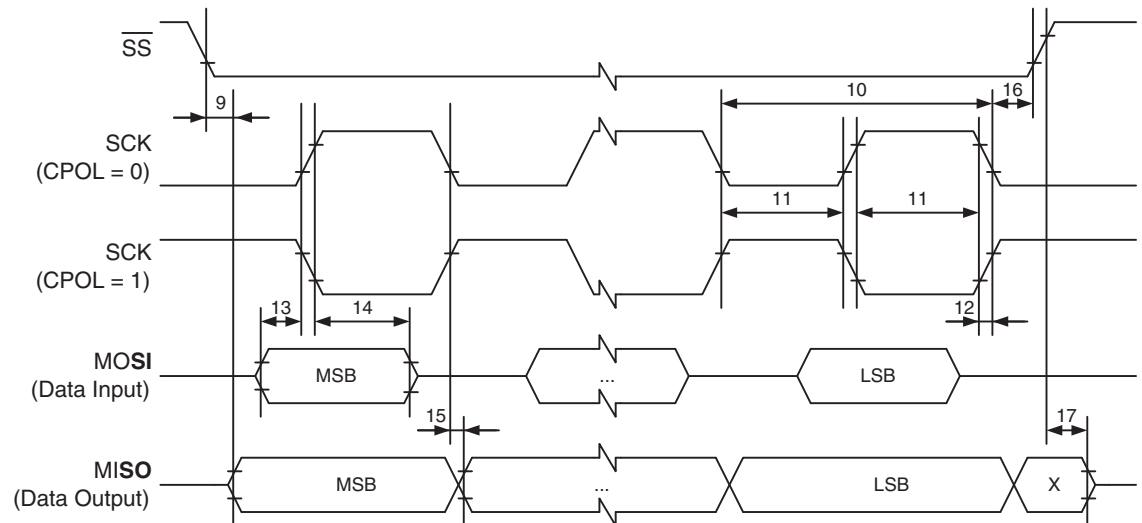 SS
10
16
9
SCK
(CPOL = 0)
11
11
SCK
(CPOL = 1)
13
14
12
MOSI
(Data Input)
MSB
...
LSB
15
17
MISO
(Data Output)
MSB
...
LSB
X